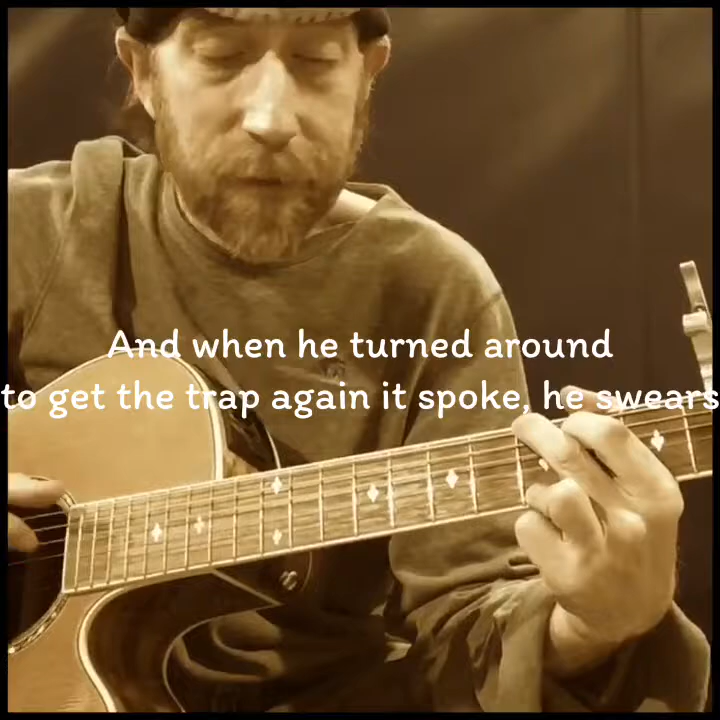 And when he turned around
to get the trap again it spoke, he swears